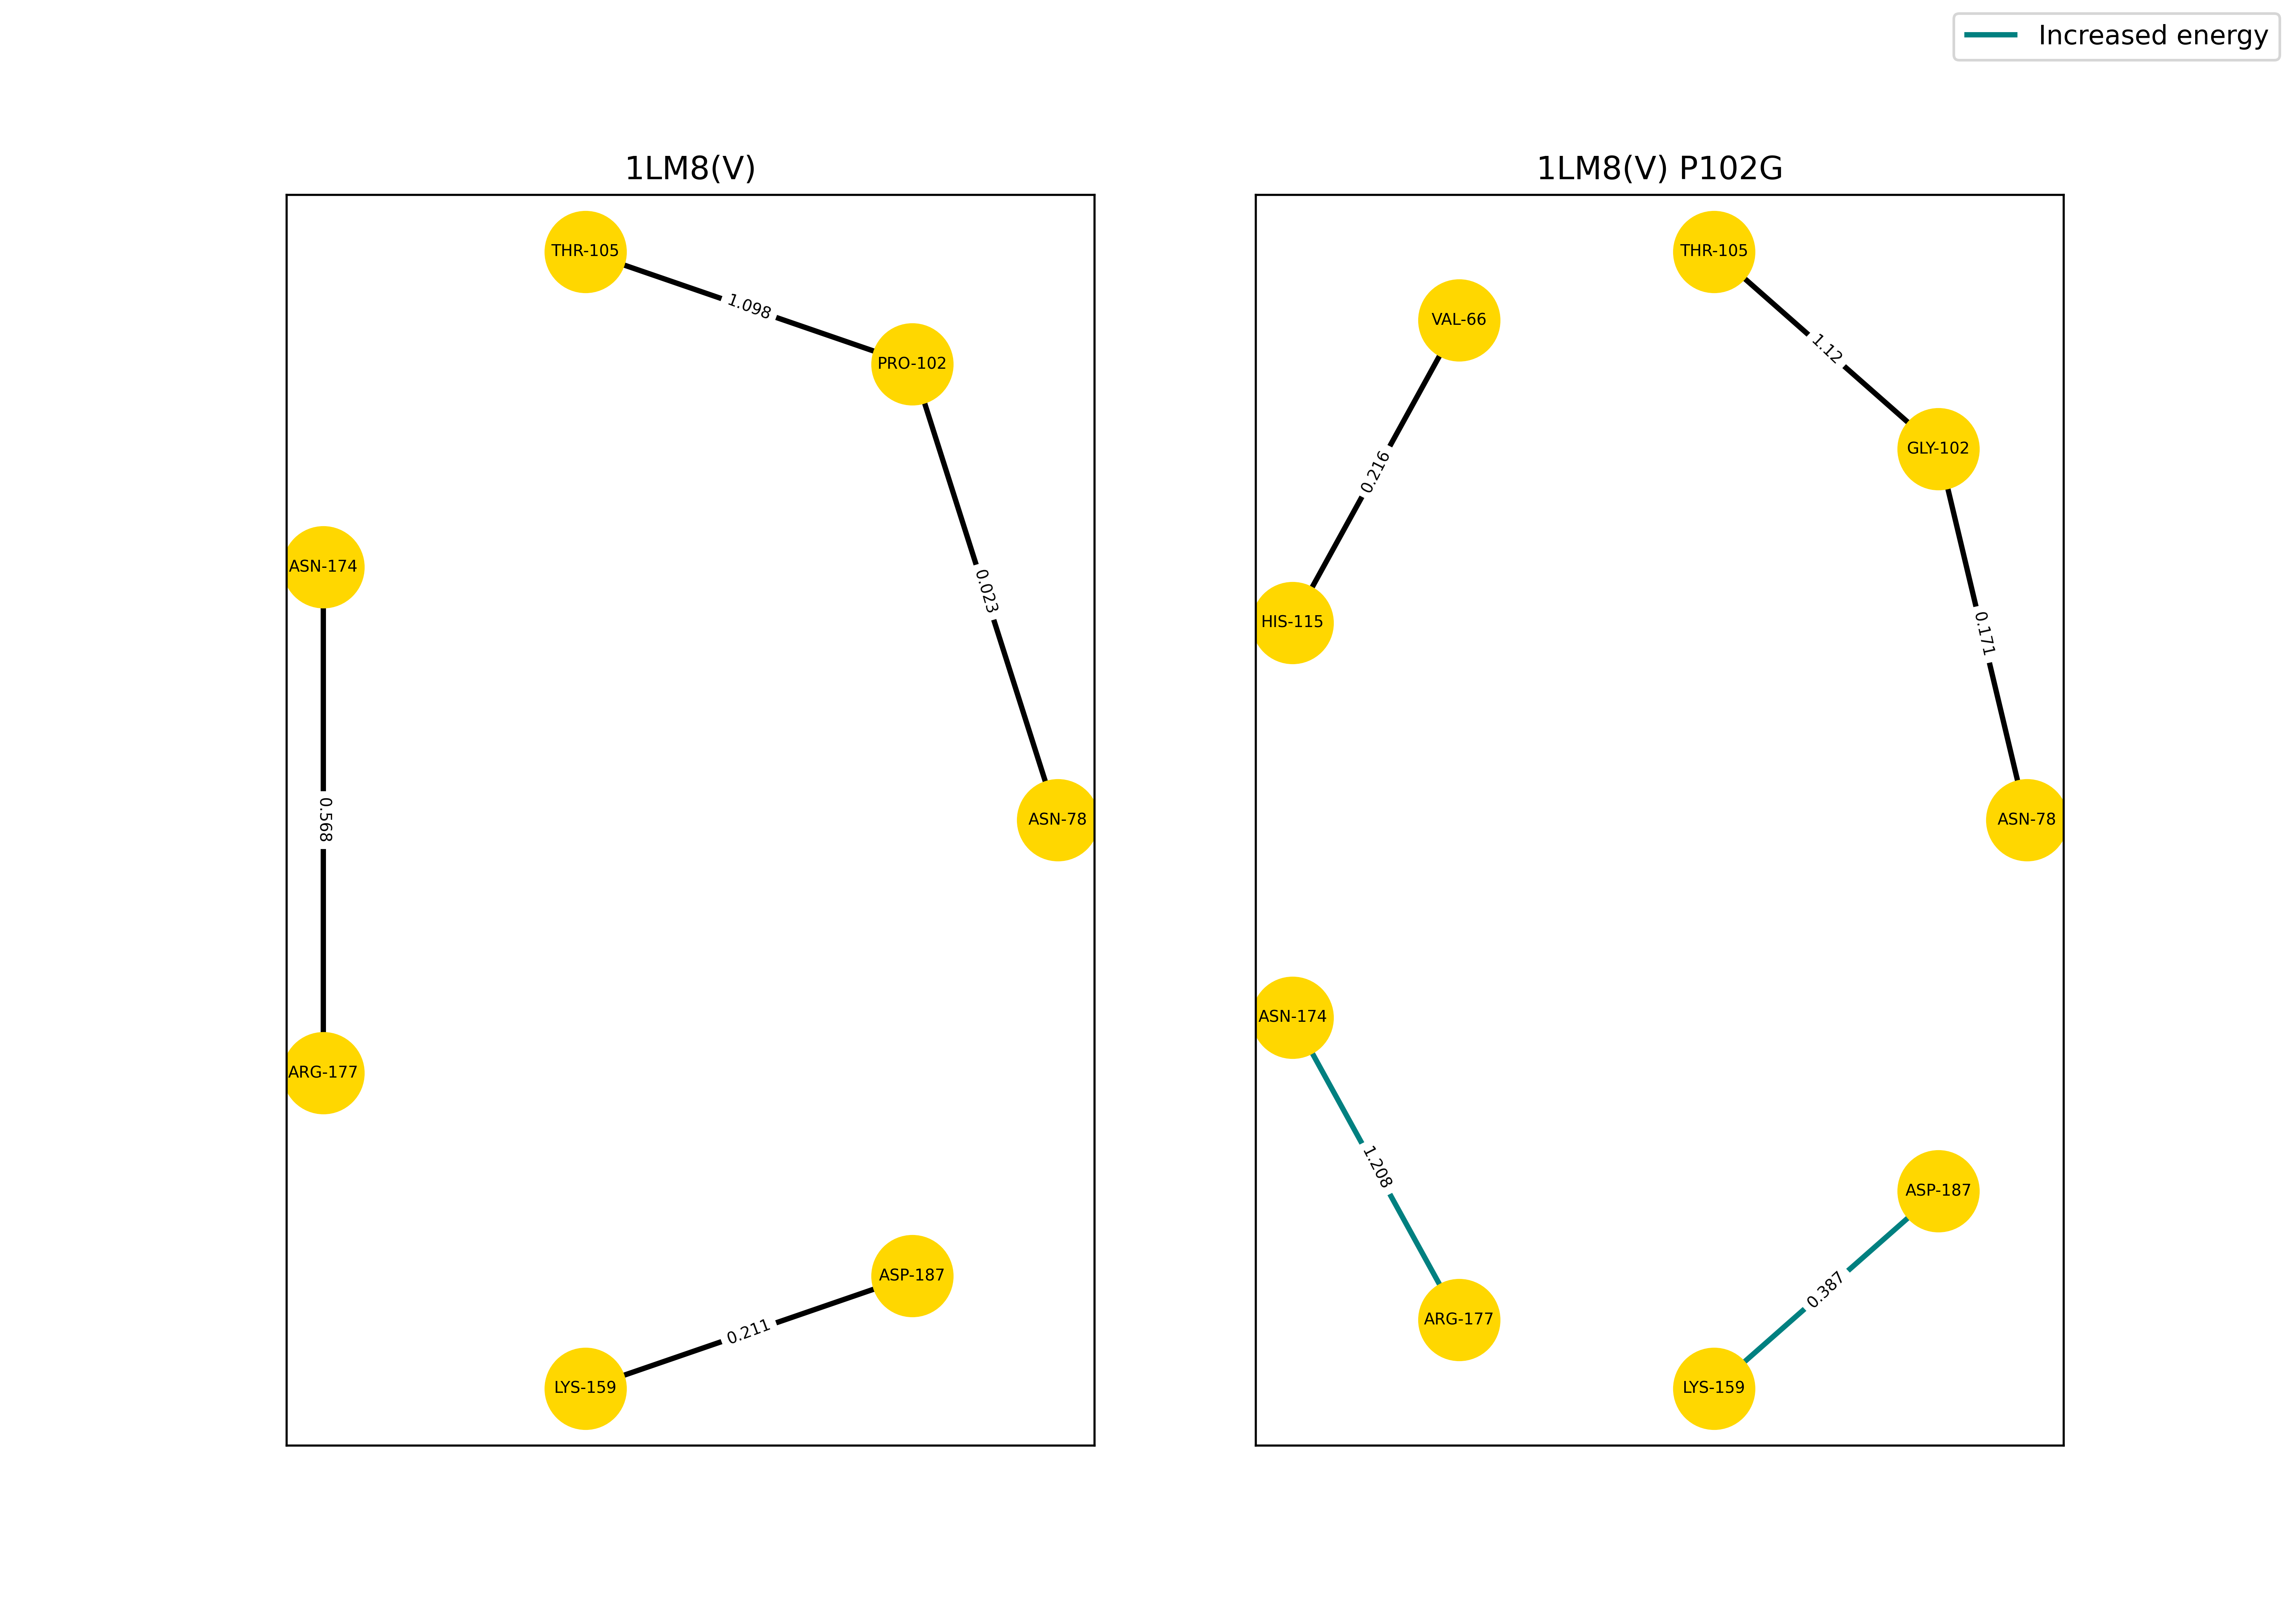 Increased energy
1LM8(V)
THR-105
1.098
PRO-102
ASN-174
0.023
0.568
ASN-78
ARG-177
ASP-187
0.211
LYS-159
1LM8(V) P102G
THR-105
VAL-66
1.12
GLY-102
0.216
HIS-115
0.171
ASN-78
ASN-174
1.208
ASP-187
0.387
ARG-177
LYS-159